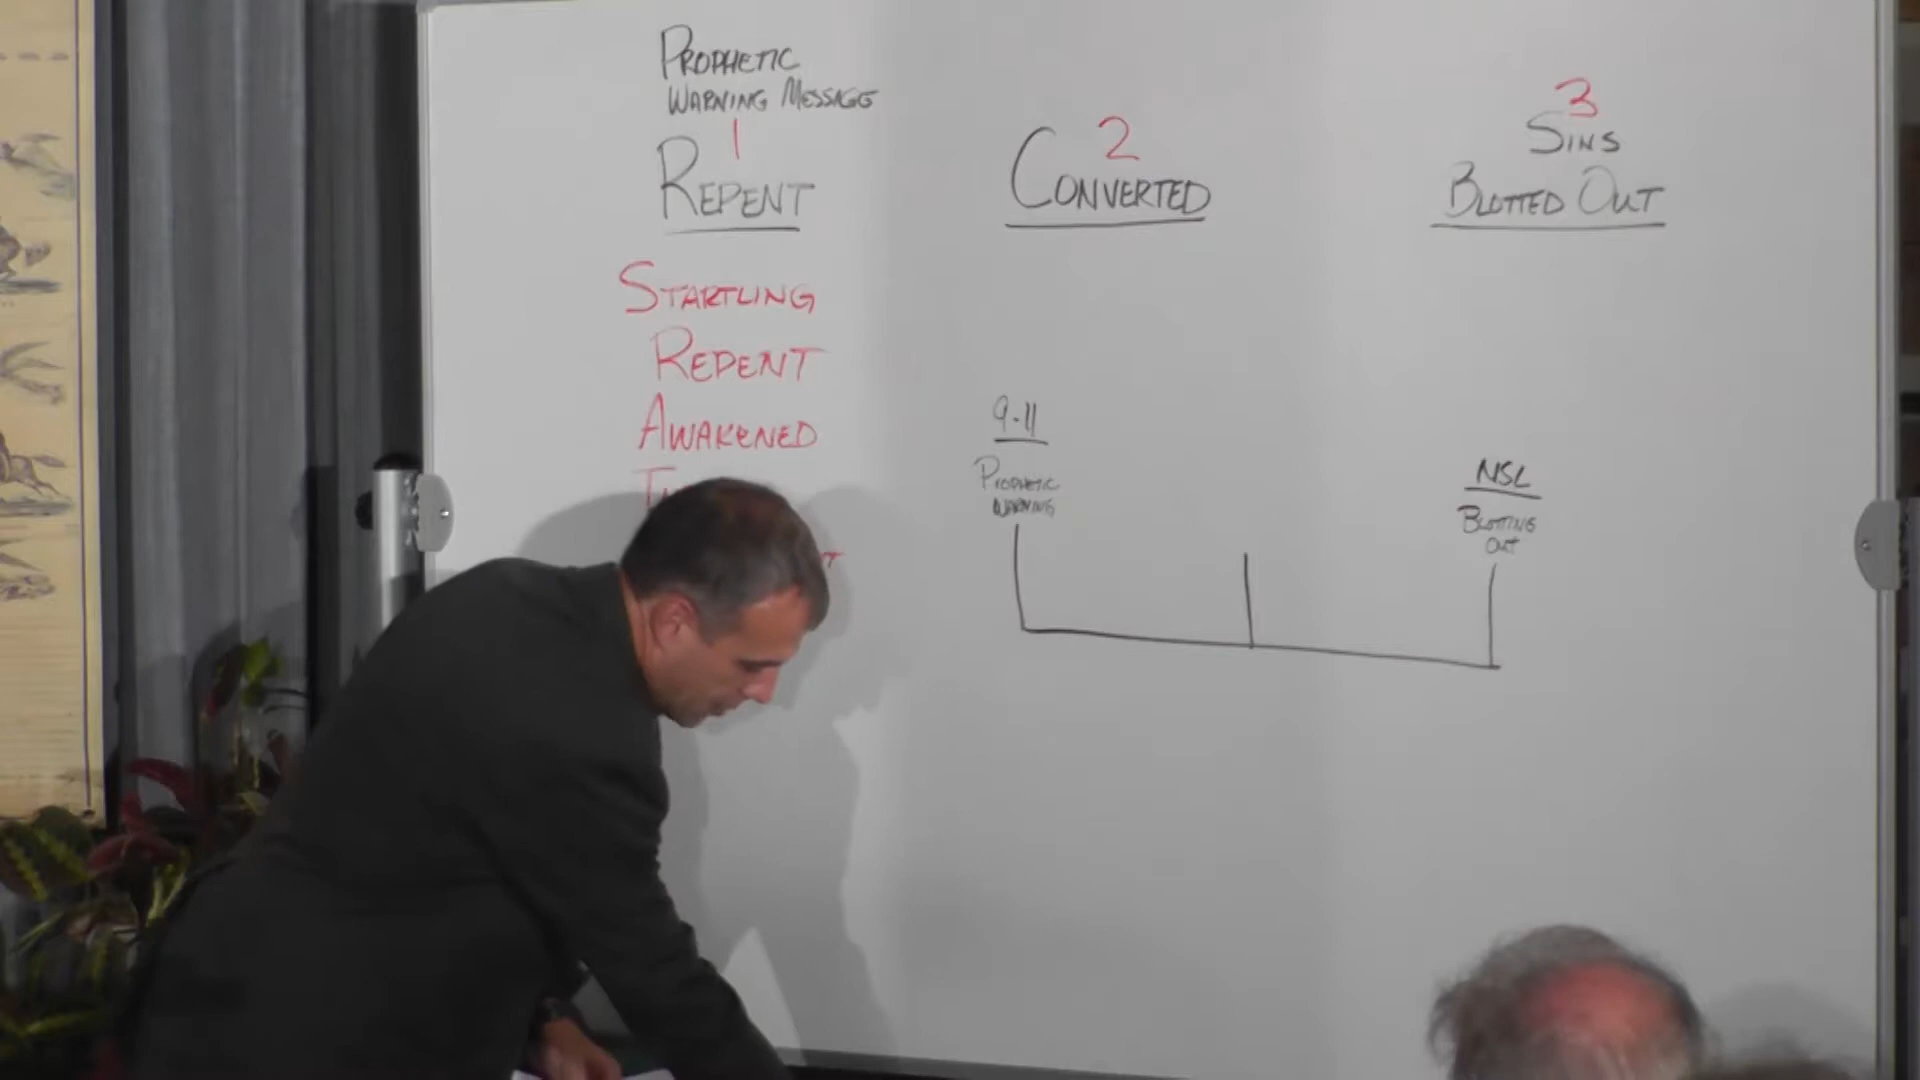 PROPHETIC
WARNING MESSAGE
1
REPENT
2
CONVERTED
3
SINS
BLOTTED OUT
STARTLING
REPENT
AWAKENED
9-11
PROPHETIC
WARNING
NSL
BLOTTING
OUT